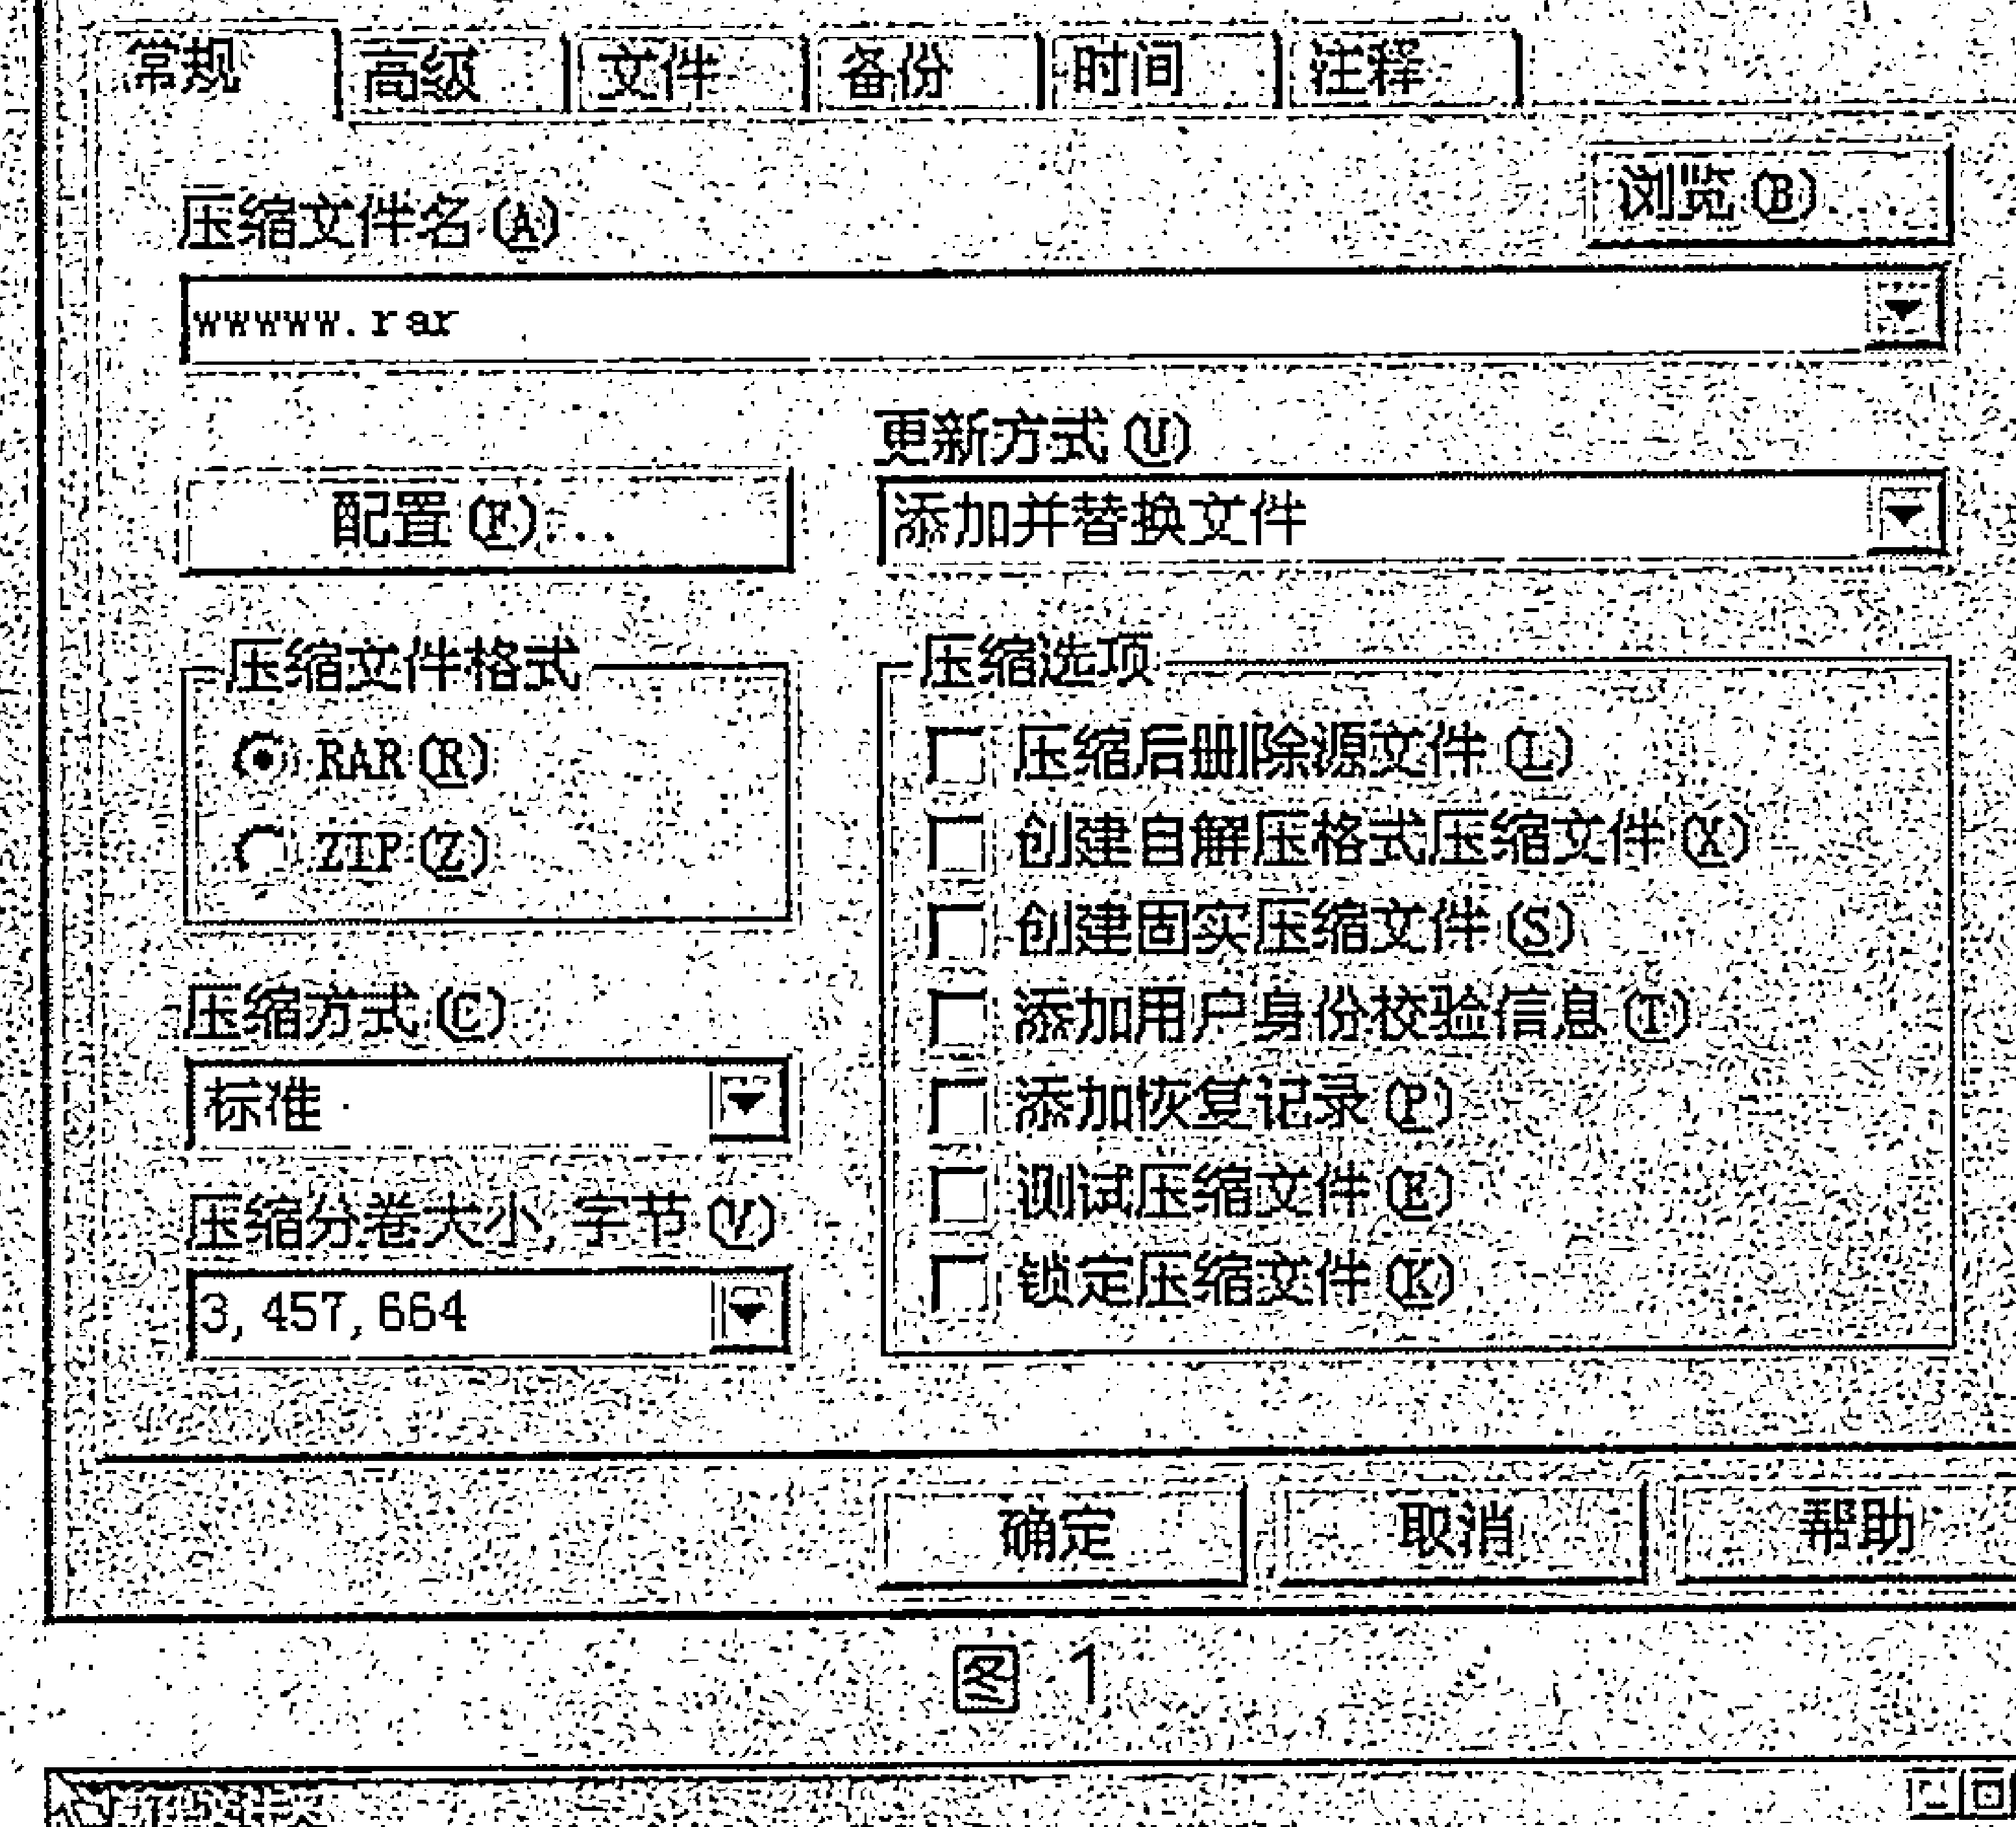 常规 高级 文件 备份 时间 注释
浏览(B)...
压缩文件名(A)
wwwww.rar
更新方式(U)
配置(F)...
添加并替换文件
压缩文件格式
压缩选项
RAR(R)
压缩后删除源文件(L)
ZIP(Z)
创建自解压格式压缩文件(X)
创建固实压缩文件(S)
压缩方式(C)
添加用户身份校验信息(T)
标准
添加恢复记录(P)
压缩分卷大小,字节(V)
测试压缩文件(E)
锁定压缩文件(K)
3,457,664
确定 取消 帮助
图 1